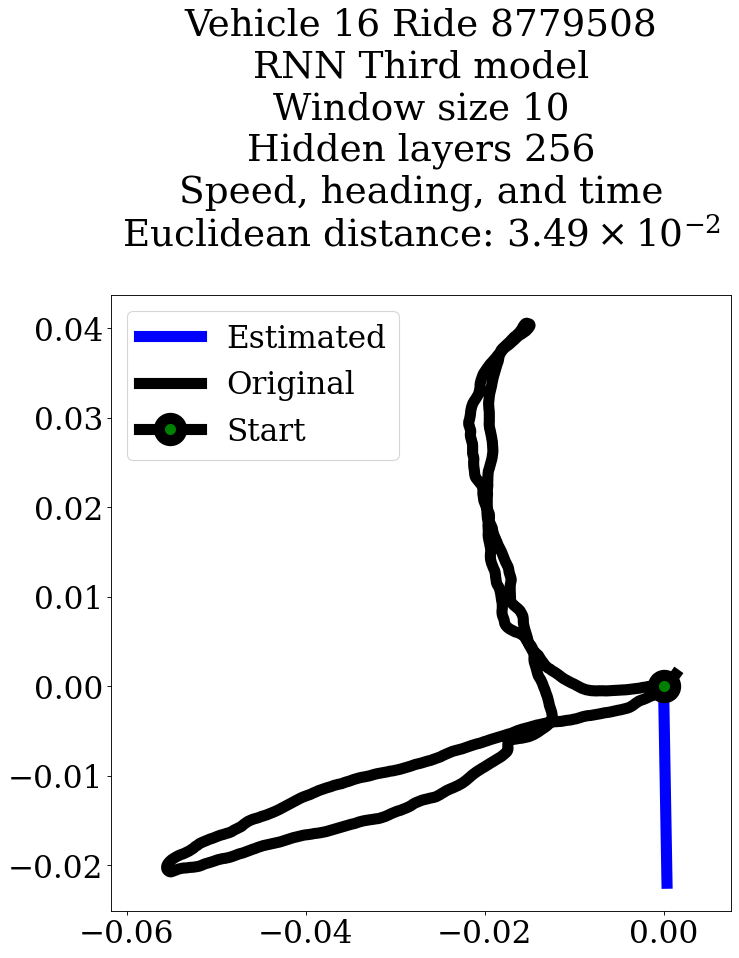 Vehicle 16 Ride 8779508
RNN Third model
Window size 10
Hidden layers 256
Speed, heading, and time
Euclidean distance: 3.49 × 10⁻²
Estimated
Original
Start
0.04
0.03
0.02
0.01
0.00
−0.01
−0.02
−0.06
−0.04
−0.02
0.00